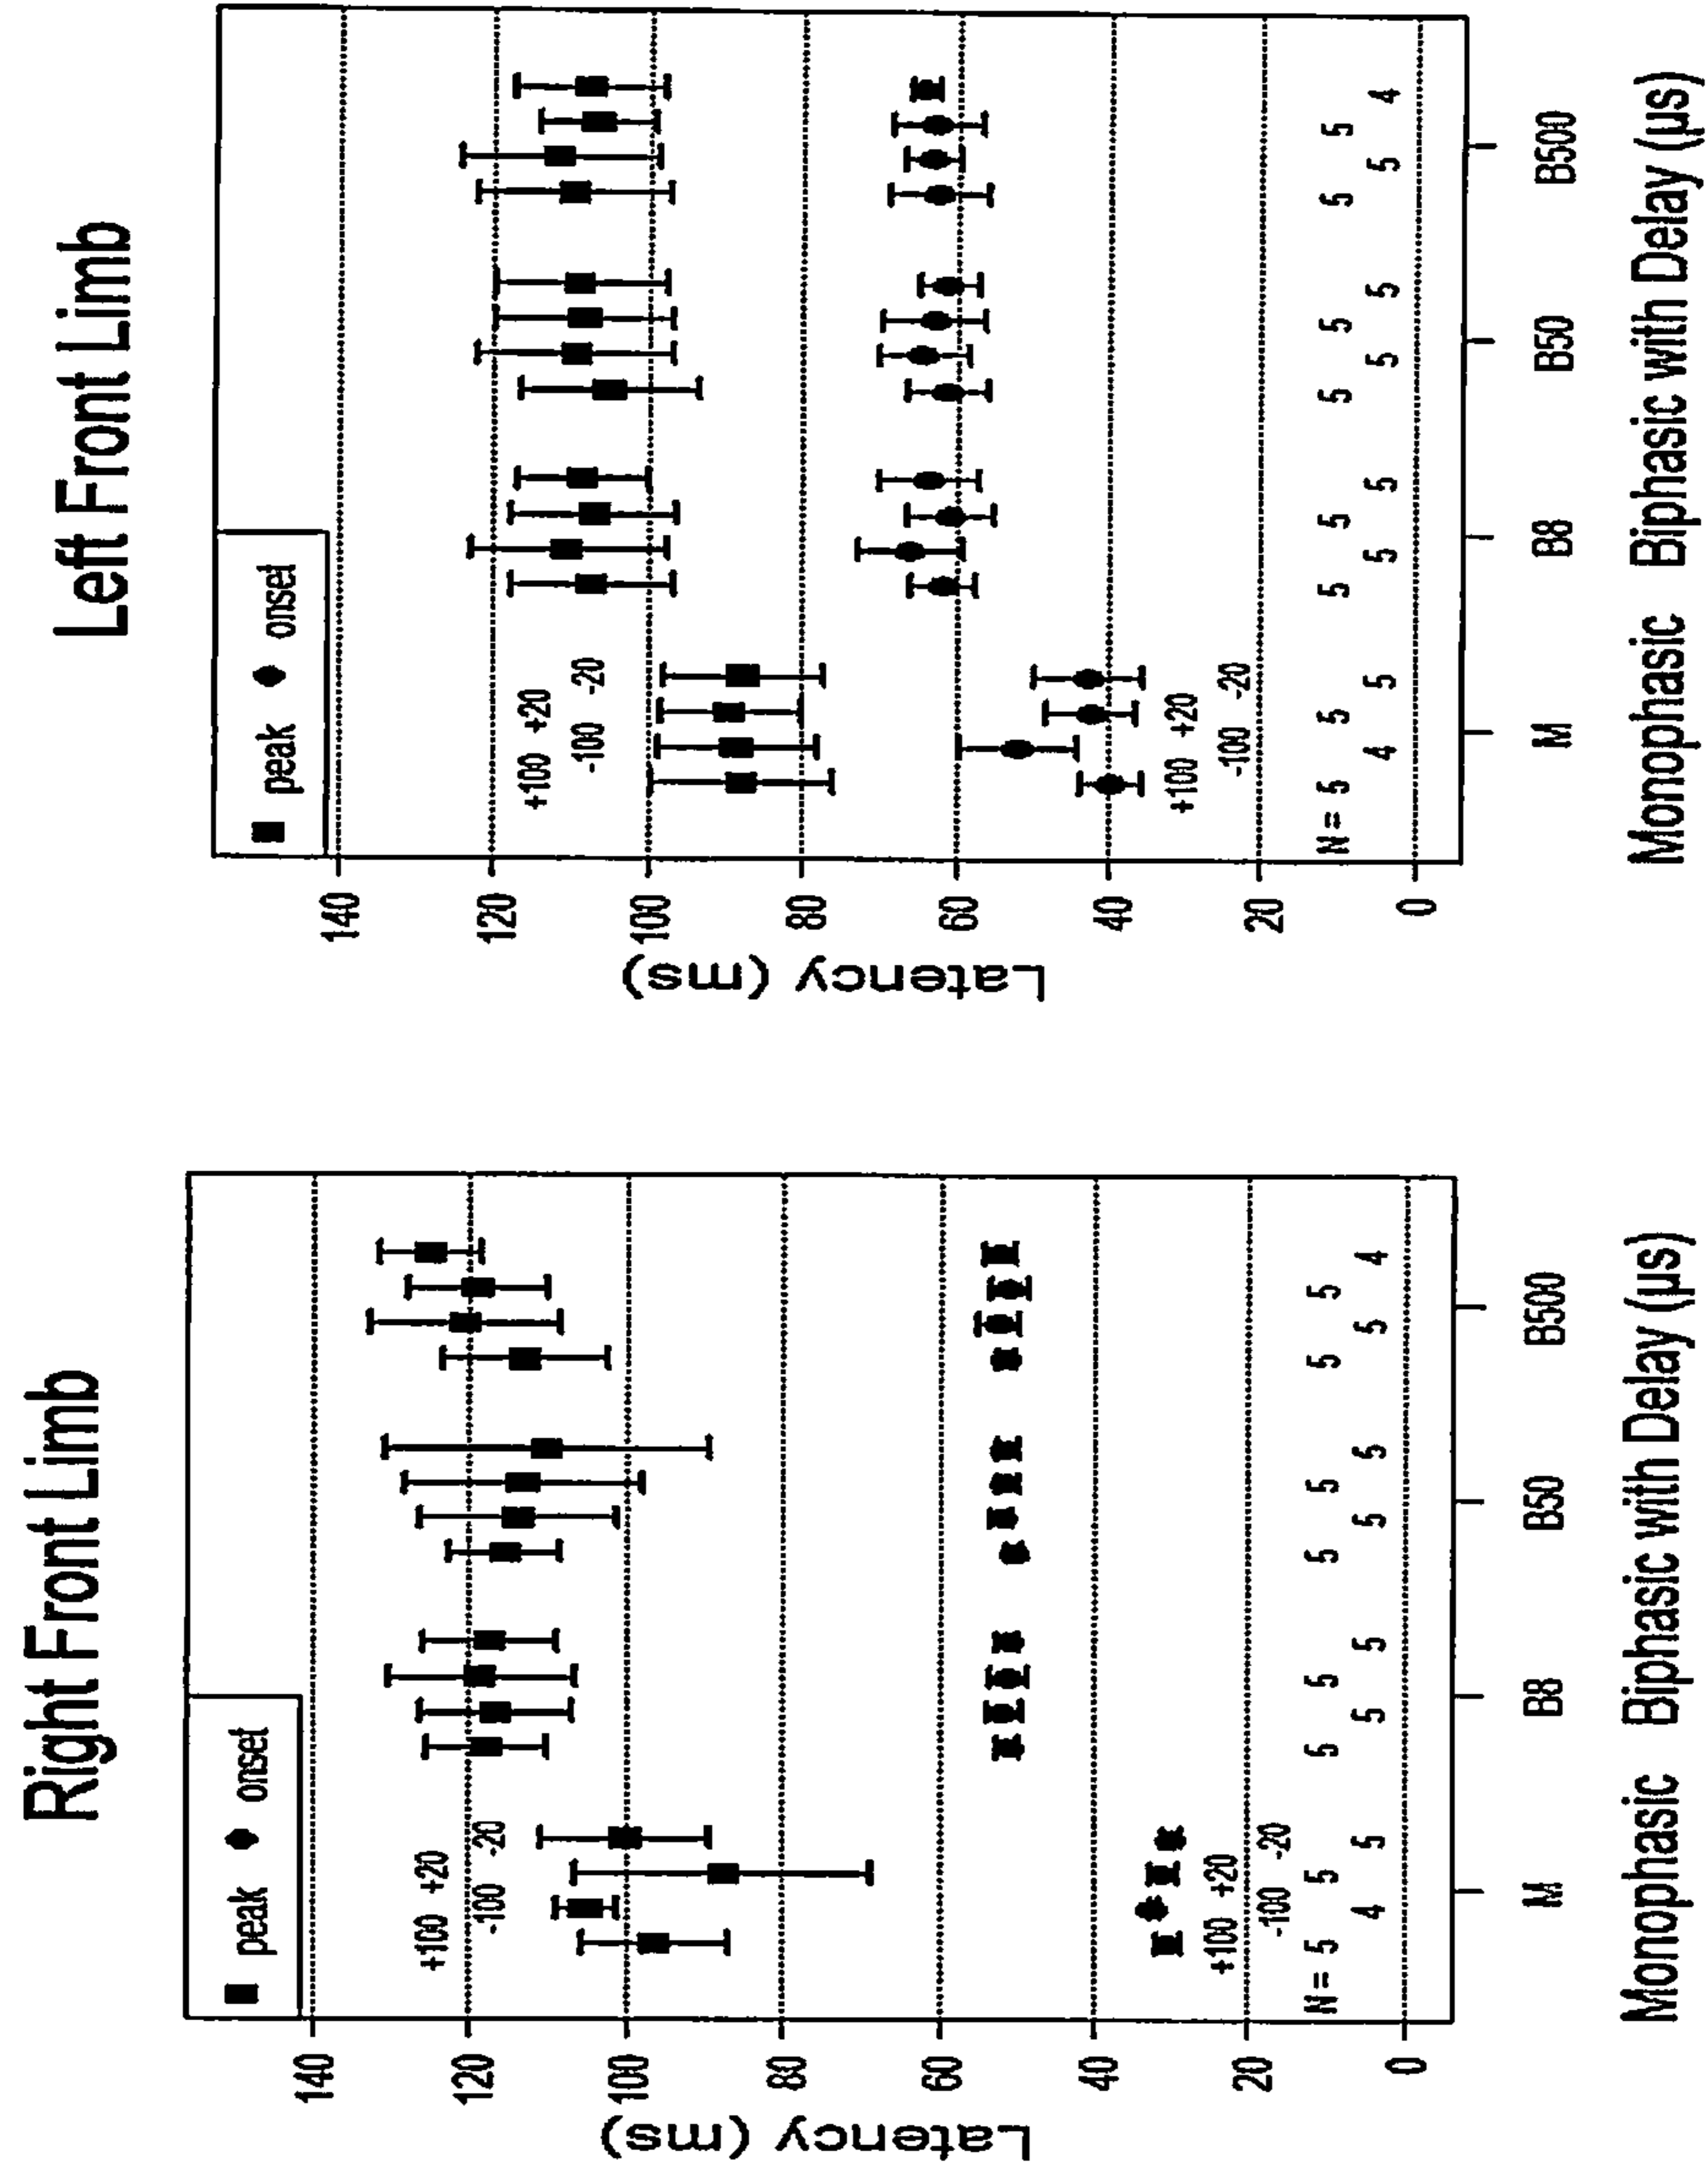 Right Front Limb
peak onset
140
120
100
80
60
40
20
0
Latency (ms)
+100 +20
-100 -20
+100 +20
-100 -20
N = 5 5 5 5 5 5 5 5
4 5 5 5 5 5 5 4
M B8 B50 B500
Monophasic Biphasic with Delay (µs)
Left Front Limb
peak onset
140
120
100
80
60
40
20
0
Latency (ms)
+100 +20
-100 -20
+100 +20
-100 -20
N = 5 5 5 5 5 5 5 5
4 5 5 5 5 5 5 4
M B8 B50 B500
Monophasic Biphasic with Delay (µs)